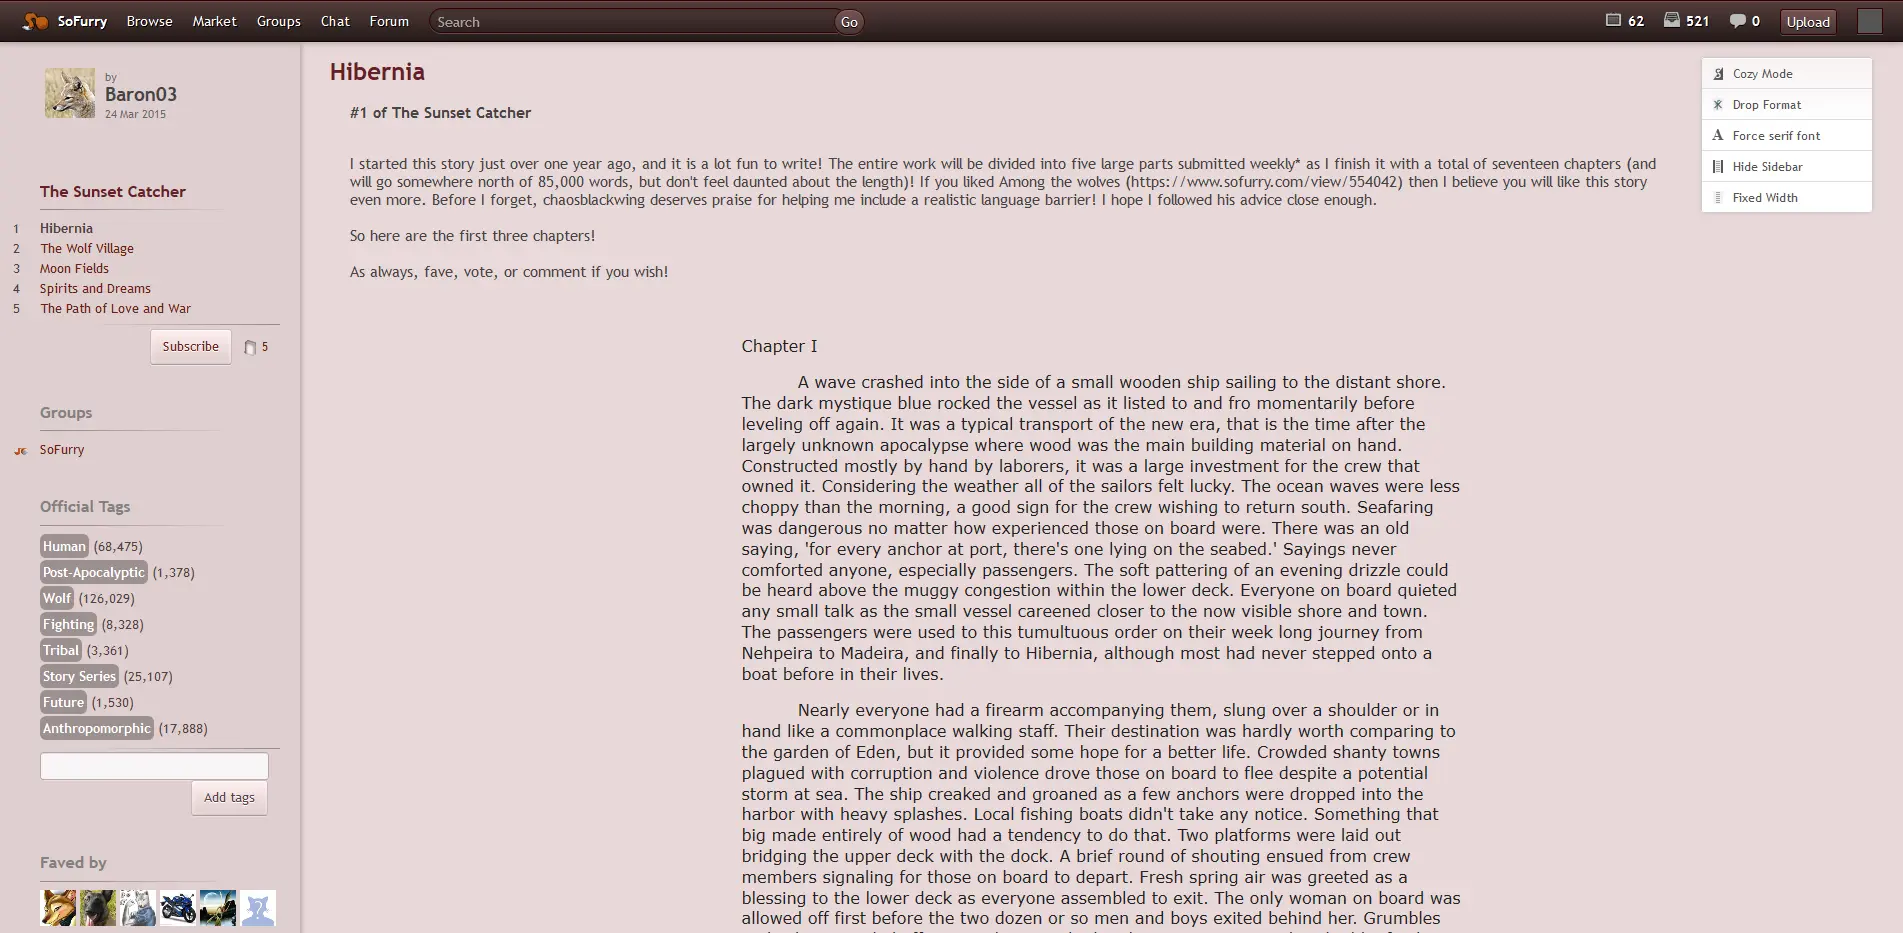 SoFurry Browse Market Groups Chat Forum Search Go 62 521 0 Upload
by
Baron03
24 Mar 2015
The Sunset Catcher
1 Hibernia
2 The Wolf Village
3 Moon Fields
4 Spirits and Dreams
5 The Path of Love and War
Subscribe 5
Groups
SoFurry
Official Tags
Human (68,475)
Post-Apocalyptic (1,378)
Wolf (126,029)
Fighting (8,328)
Tribal (3,361)
Story Series (25,107)
Future (1,530)
Anthropomorphic (17,888)
Add tags
Faved by
Hibernia
#1 of The Sunset Catcher
I started this story just over one year ago, and it is a lot fun to write! The entire work will be divided into five large parts submitted weekly* as I finish it with a total of seventeen chapters (and
will go somewhere north of 85,000 words, but don't feel daunted about the length)! If you liked Among the wolves (https://www.sofurry.com/view/554042) then I believe you will like this story
even more. Before I forget, chaosblackwing deserves praise for helping me include a realistic language barrier! I hope I followed his advice close enough.
So here are the first three chapters!
As always, fave, vote, or comment if you wish!
Cozy Mode
Drop Format
Force serif font
Hide Sidebar
Fixed Width
Chapter I
A wave crashed into the side of a small wooden ship sailing to the distant shore.
The dark mystique blue rocked the vessel as it listed to and fro momentarily before
leveling off again. It was a typical transport of the new era, that is the time after the
largely unknown apocalypse where wood was the main building material on hand.
Constructed mostly by hand by laborers, it was a large investment for the crew that
owned it. Considering the weather all of the sailors felt lucky. The ocean waves were less
choppy than the morning, a good sign for the crew wishing to return south. Seafaring
was dangerous no matter how experienced those on board were. There was an old
saying, 'for every anchor at port, there's one lying on the seabed.' Sayings never
comforted anyone, especially passengers. The soft pattering of an evening drizzle could
be heard above the muggy congestion within the lower deck. Everyone on board quieted
any small talk as the small vessel careened closer to the now visible shore and town.
The passengers were used to this tumultuous order on their week long journey from
Nehpeira to Madeira, and finally to Hibernia, although most had never stepped onto a
boat before in their lives.
Nearly everyone had a firearm accompanying them, slung over a shoulder or in
hand like a commonplace walking staff. Their destination was hardly worth comparing to
the garden of Eden, but it provided some hope for a better life. Crowded shanty towns
plagued with corruption and violence drove those on board to flee despite a potential
storm at sea. The ship creaked and groaned as a few anchors were dropped into the
harbor with heavy splashes. Local fishing boats didn't take any notice. Something that
big made entirely of wood had a tendency to do that. Two platforms were laid out
bridging the upper deck with the dock. A brief round of shouting ensued from crew
members signaling for those on board to depart. Fresh spring air was greeted as a
blessing to the lower deck as everyone assembled to exit. The only woman on board was
allowed off first before the two dozen or so men and boys exited behind her. Grumbles